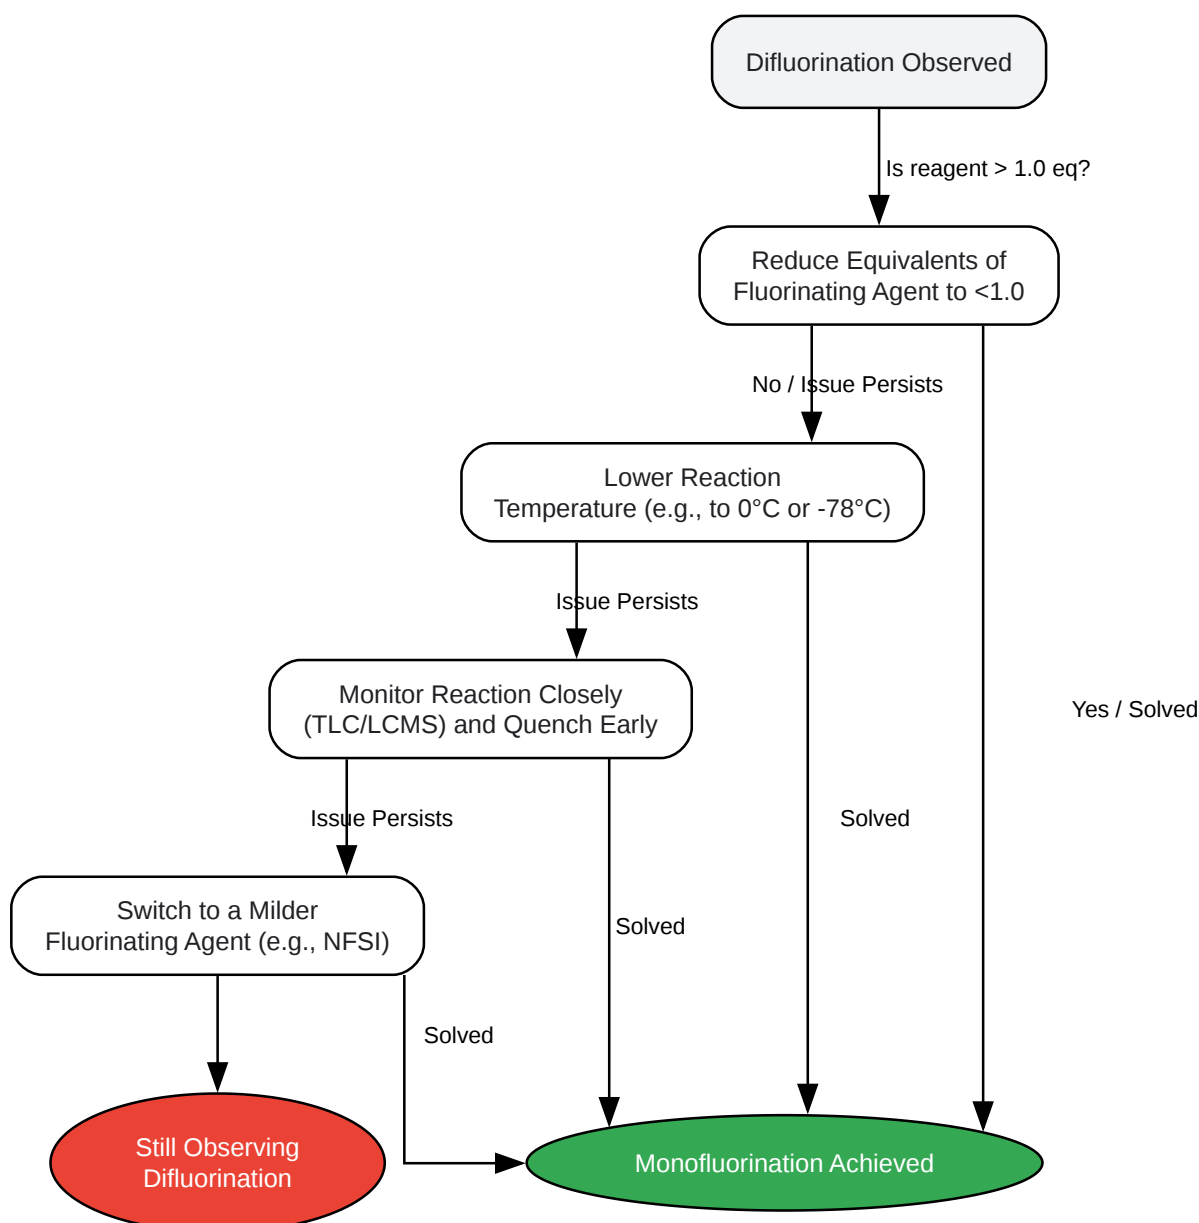 Difluorination Observed
Is reagent > 1.0 eq?
Reduce Equivalents of
Fluorinating Agent to <1.0
No / Issue Persists
Lower Reaction
Temperature (e.g., to 0°C or -78°C)
Issue Persists
Monitor Reaction Closely
(TLC/LCMS) and Quench Early
Yes / Solved
Issue Persists
Solved
Switch to a Milder
Fluorinating Agent (e.g., NFSI)
Solved
Solved
Still Observing
Difluorination
Monofluorination Achieved